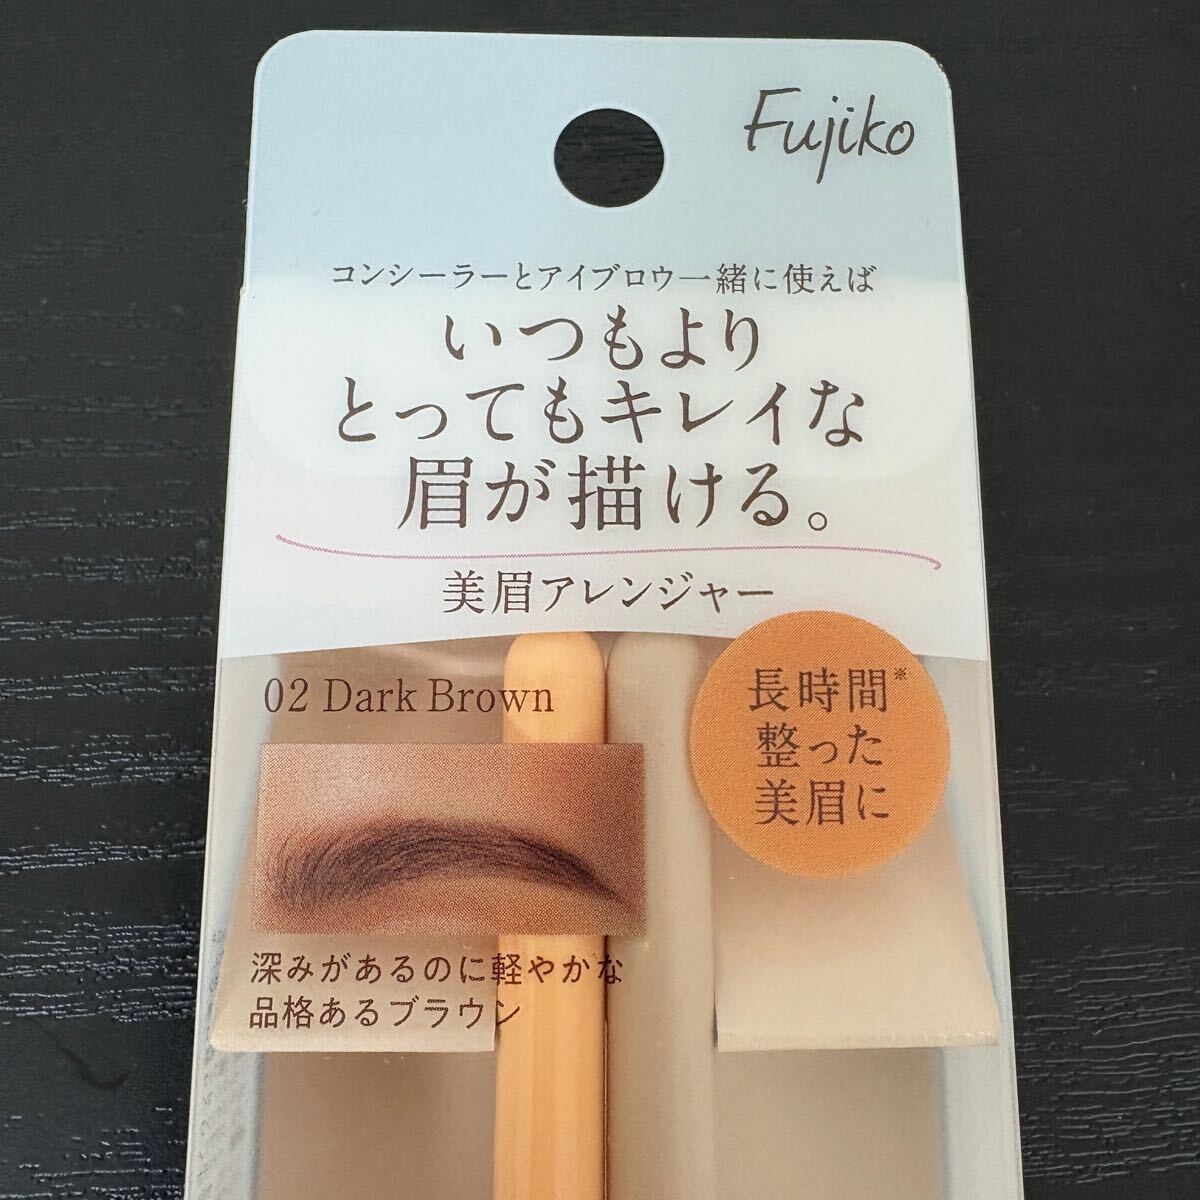 Fujiko
コンシーラーとアイブロウ一緒に使えば
いつもより
とってもキレイな
眉が描ける。
美眉アレンジャー
02 Dark Brown
長時間※
整った
美眉に
深みがあるのに軽やかな
品格あるブラウン